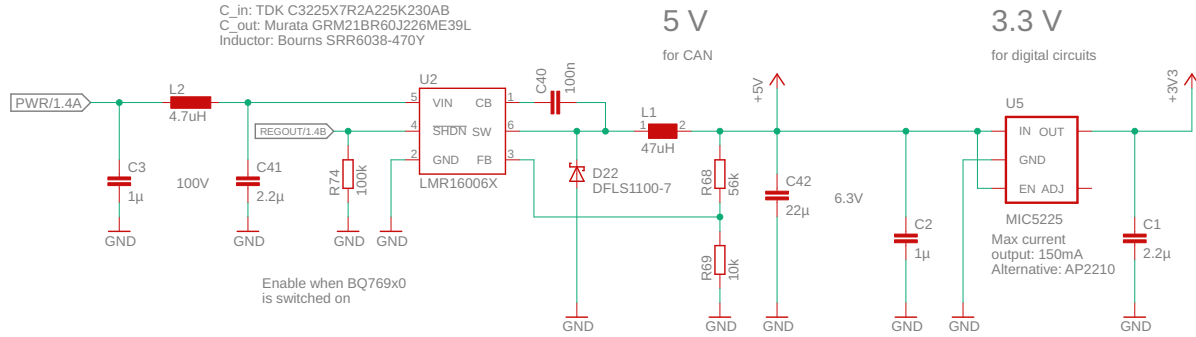 C_in: TDK C3225X7R2A225K230AB
C_out: Murata GRM21BR60J226ME39L
Inductor: Bourns SRR6038-470Y
5 V
for CAN
3.3 V
for digital circuits
PWR/1.4A
L2
4.7uH
C3
1µ
GND
100V
C41
2.2µ
GND
REGOUT/1.4B
R74
100k
GND
GND
Enable when BQ769x0
is switched on
U2
5 VIN CB 1
4 SHDN SW 6
2 GND FB 3
LMR16006X
C40
100n
D22
DFLS1100-7
GND
L1
1 2
47uH
R68
56k
R69
10k
GND
+5V
C42
22µ
GND
6.3V
C2
1µ
GND
GND
U5
IN OUT
GND
EN ADJ
MIC5225
Max current
output: 150mA
Alternative: AP2210
+3V3
C1
2.2µ
GND